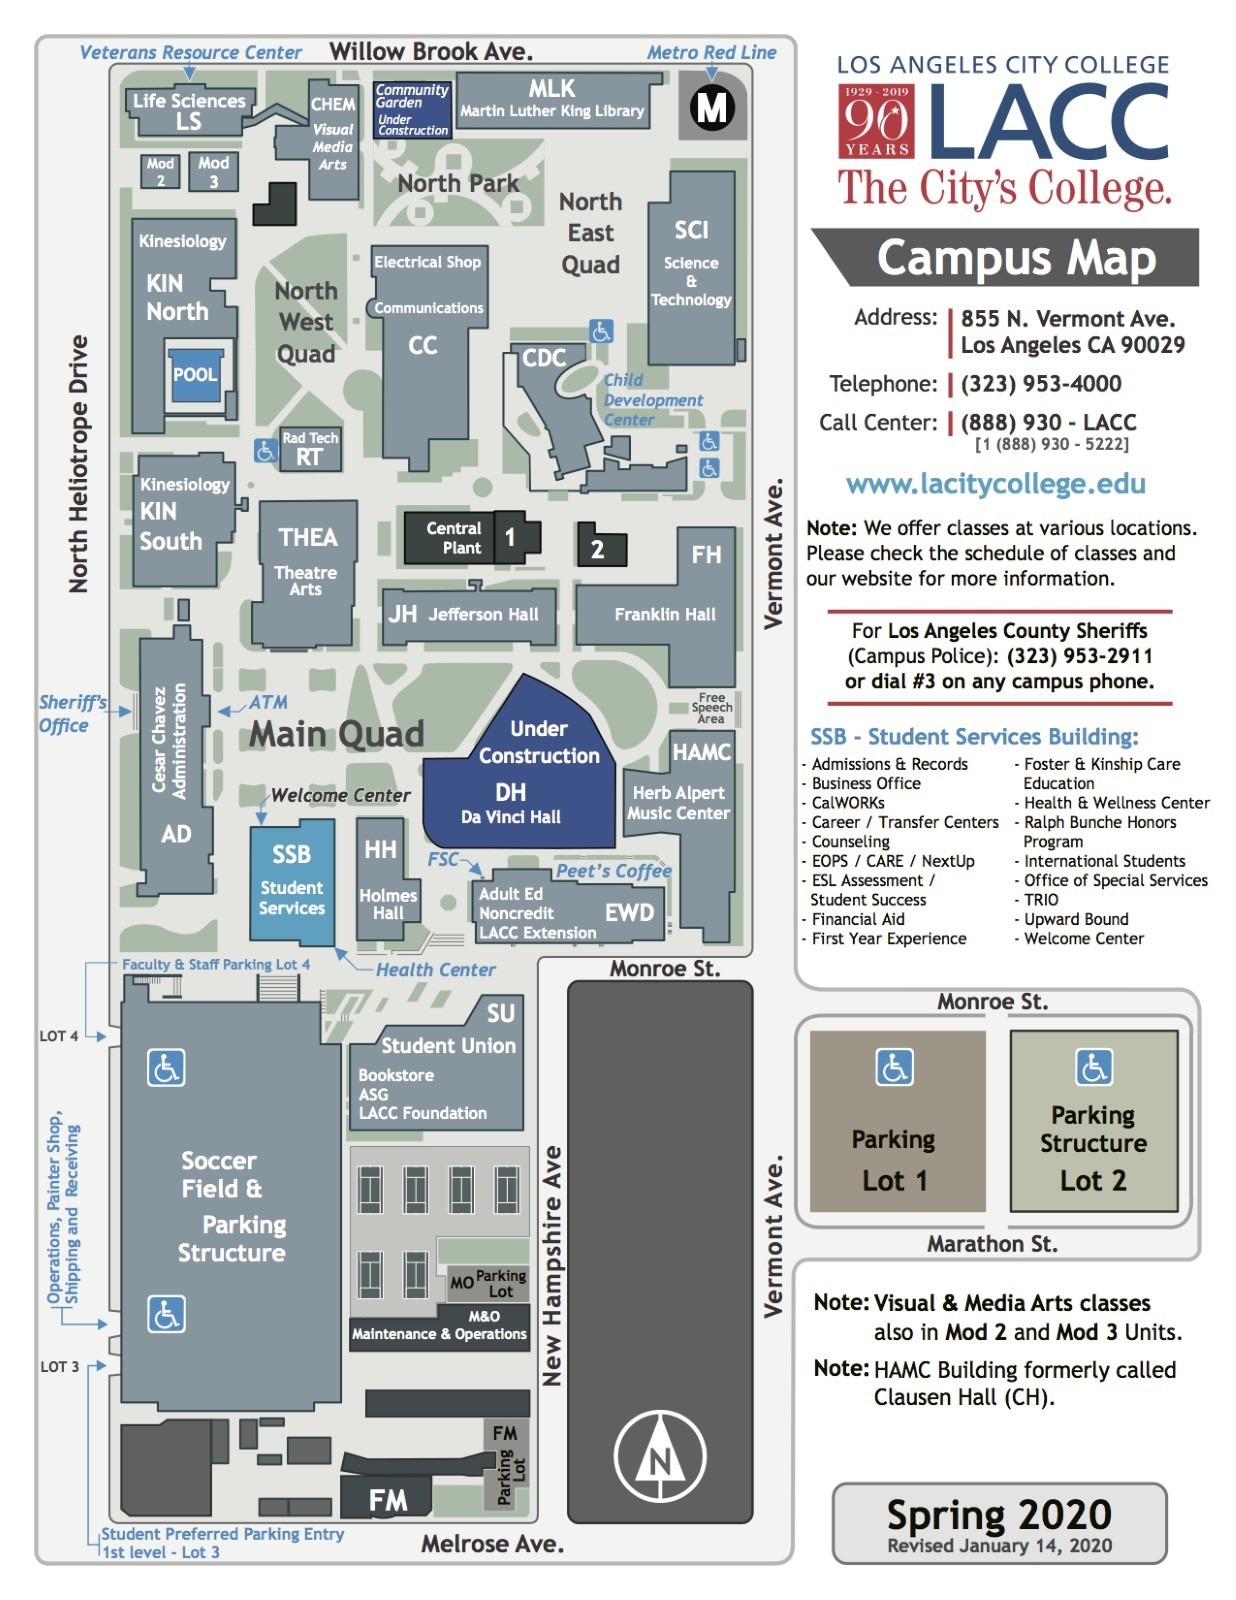 Veterans Resource Center
Willow Brook Ave.
Metro Red Line
Life Sciences
LS
CHEM
Visual
Media
Arts
Community
Garden
Under
Construction
MLK
Martin Luther King Library
M
Mod
2
Mod
3
North Park
North
East
Quad
SCI
Science
&
Technology
Kinesiology
KIN
North
POOL
North
West
Quad
Electrical Shop
Communications
CC
CDC
Child
Development
Center
Rad Tech
RT
North Heliotrope Drive
Vermont Ave.
Kinesiology
KIN
South
THEA
Theatre
Arts
Central
Plant
1
2
FH
Franklin Hall
JH Jefferson Hall
Sheriff's
Office
Cesar Chavez
Administration
AD
ATM
Main Quad
Free
Speech
Area
Under
Construction
DH
Da Vinci Hall
HAMC
Herb Alpert
Music Center
Welcome Center
SSB
Student
Services
HH
Holmes
Hall
FSC
Peet's Coffee
Adult Ed
Noncredit
LACC Extension
EWD
Health Center
Monroe St.
Faculty & Staff Parking Lot 4
LOT 4
SU
Student Union
Bookstore
ASG
LACC Foundation
Soccer
Field &
Parking
Structure
Operations, Painter Shop,
Shipping and Receiving
LOT 3
MO Parking
Lot
M&O
Maintenance & Operations
New Hampshire Ave
Vermont Ave.
FM
Parking
Lot
FM
N
Student Preferred Parking Entry
1st level - Lot 3
Melrose Ave.
LOS ANGELES CITY COLLEGE
1929 - 2019
90
YEARS
LACC
The City's College.
Campus Map
Address: 855 N. Vermont Ave.
Los Angeles CA 90029
Telephone: (323) 953-4000
Call Center: (888) 930 - LACC
[1 (888) 930 - 5222]
www.lacitycollege.edu
Note: We offer classes at various locations.
Please check the schedule of classes and
our website for more information.
For Los Angeles County Sheriffs
(Campus Police): (323) 953-2911
or dial #3 on any campus phone.
SSB - Student Services Building:
- Admissions & Records
- Business Office
- CalWORKs
- Career / Transfer Centers
- Counseling
- EOPS / CARE / NextUp
- ESL Assessment /
Student Success
- Financial Aid
- First Year Experience
- Foster & Kinship Care
Education
- Health & Wellness Center
- Ralph Bunche Honors
Program
- International Students
- Office of Special Services
- TRIO
- Upward Bound
- Welcome Center
Monroe St.
Parking
Lot 1
Parking
Structure
Lot 2
Marathon St.
Note: Visual & Media Arts classes
also in Mod 2 and Mod 3 Units.
Note: HAMC Building formerly called
Clausen Hall (CH).
Spring 2020
Revised January 14, 2020